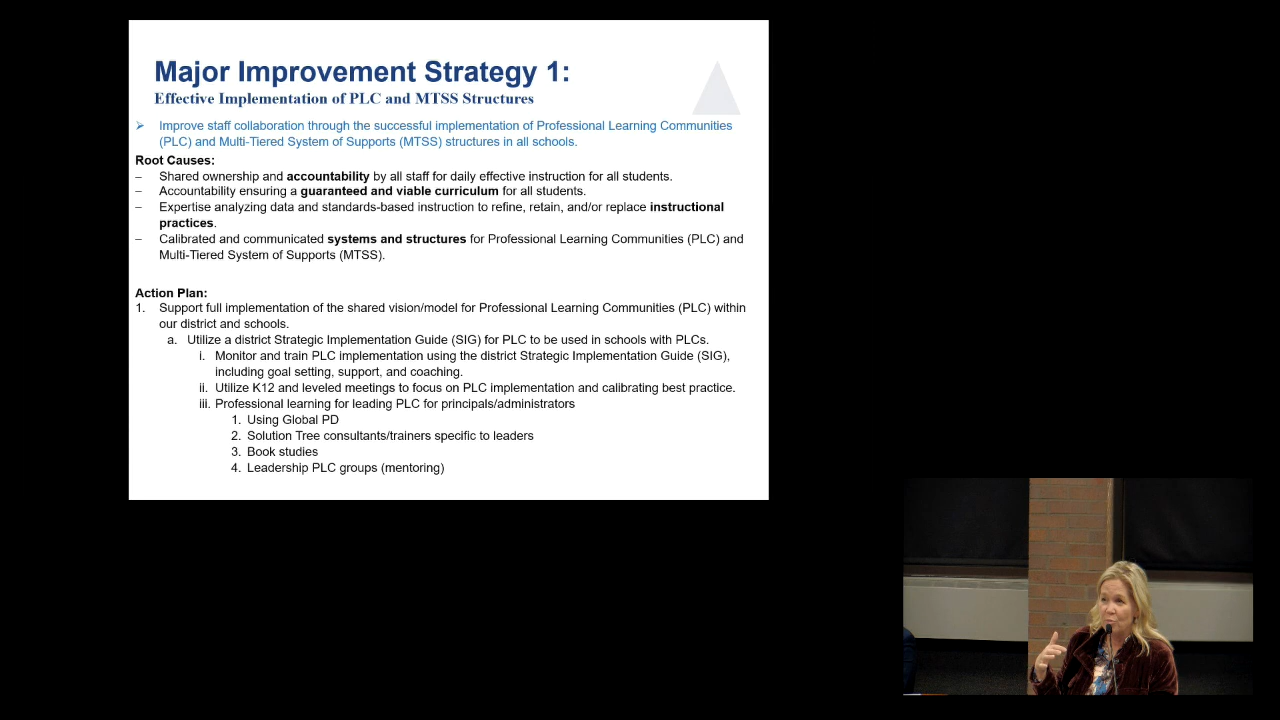 Major Improvement Strategy 1:
Effective Implementation of PLC and MTSS Structures
➢ Improve staff collaboration through the successful implementation of Professional Learning Communities
(PLC) and Multi-Tiered System of Supports (MTSS) structures in all schools.
Root Causes:
– Shared ownership and accountability by all staff for daily effective instruction for all students.
– Accountability ensuring a guaranteed and viable curriculum for all students.
– Expertise analyzing data and standards-based instruction to refine, retain, and/or replace instructional
practices.
– Calibrated and communicated systems and structures for Professional Learning Communities (PLC) and
Multi-Tiered System of Supports (MTSS).
Action Plan:
1. Support full implementation of the shared vision/model for Professional Learning Communities (PLC) within
our district and schools.
a. Utilize a district Strategic Implementation Guide (SIG) for PLC to be used in schools with PLCs.
i. Monitor and train PLC implementation using the district Strategic Implementation Guide (SIG),
including goal setting, support, and coaching.
ii. Utilize K12 and leveled meetings to focus on PLC implementation and calibrating best practice.
iii. Professional learning for leading PLC for principals/administrators
1. Using Global PD
2. Solution Tree consultants/trainers specific to leaders
3. Book studies
4. Leadership PLC groups (mentoring)